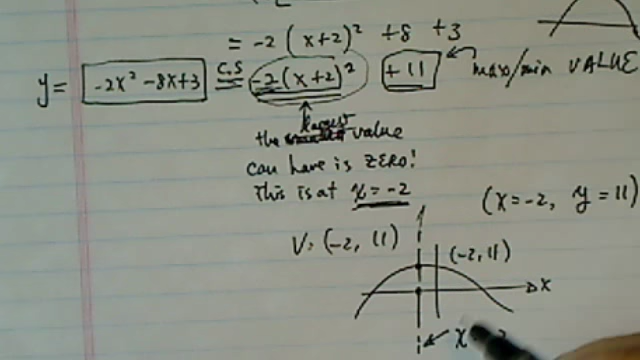 = -2 ( x+2 )² +8 +3
y = -2x² -8x+3 C.S = -2(x+2)² +11 max/min VALUE
largest
the value
can have is ZERO!
This is at x = -2
(x=-2, y=11)
V: (-2, 11)
(-2, 11)
x
x